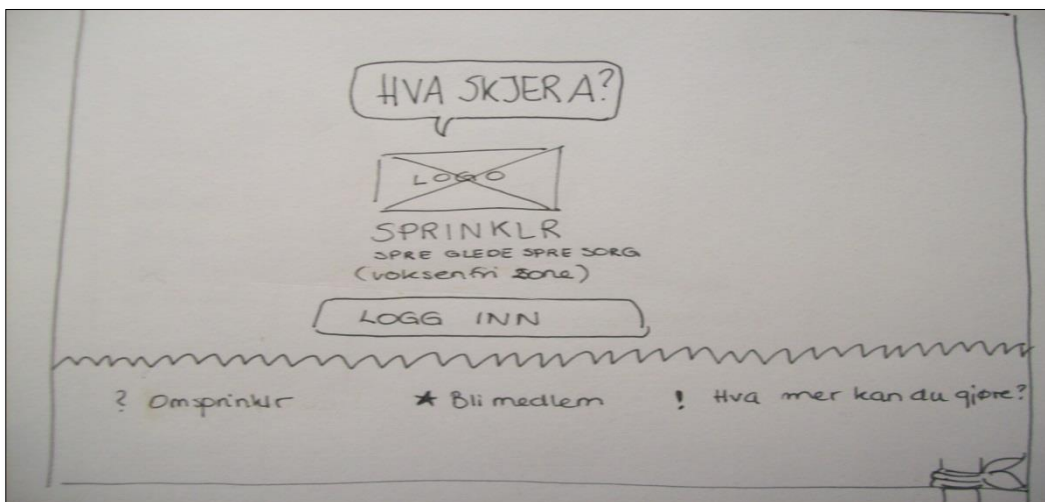 HVA SKJER A?
LOGO
SPRINKLR
SPRE GLEDE SPRE SORG
(voksenfri zone)
LOGG INN
? Omsprinklr ★ Bli medlem ! Hva mer kan du gjøre?